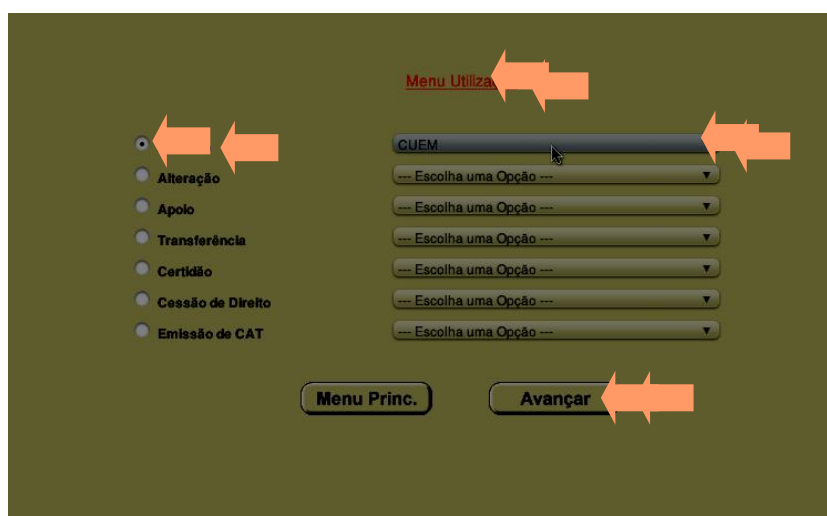 Menu
CUEM
Alteração --- Escolha uma Opção ---
Apoio --- Escolha uma Opção ---
Transferência --- Escolha uma Opção ---
Certidão --- Escolha uma Opção ---
Cessão de Direito --- Escolha uma Opção ---
Emissão de CAT --- Escolha uma Opção ---
Menu Princ. Avançar